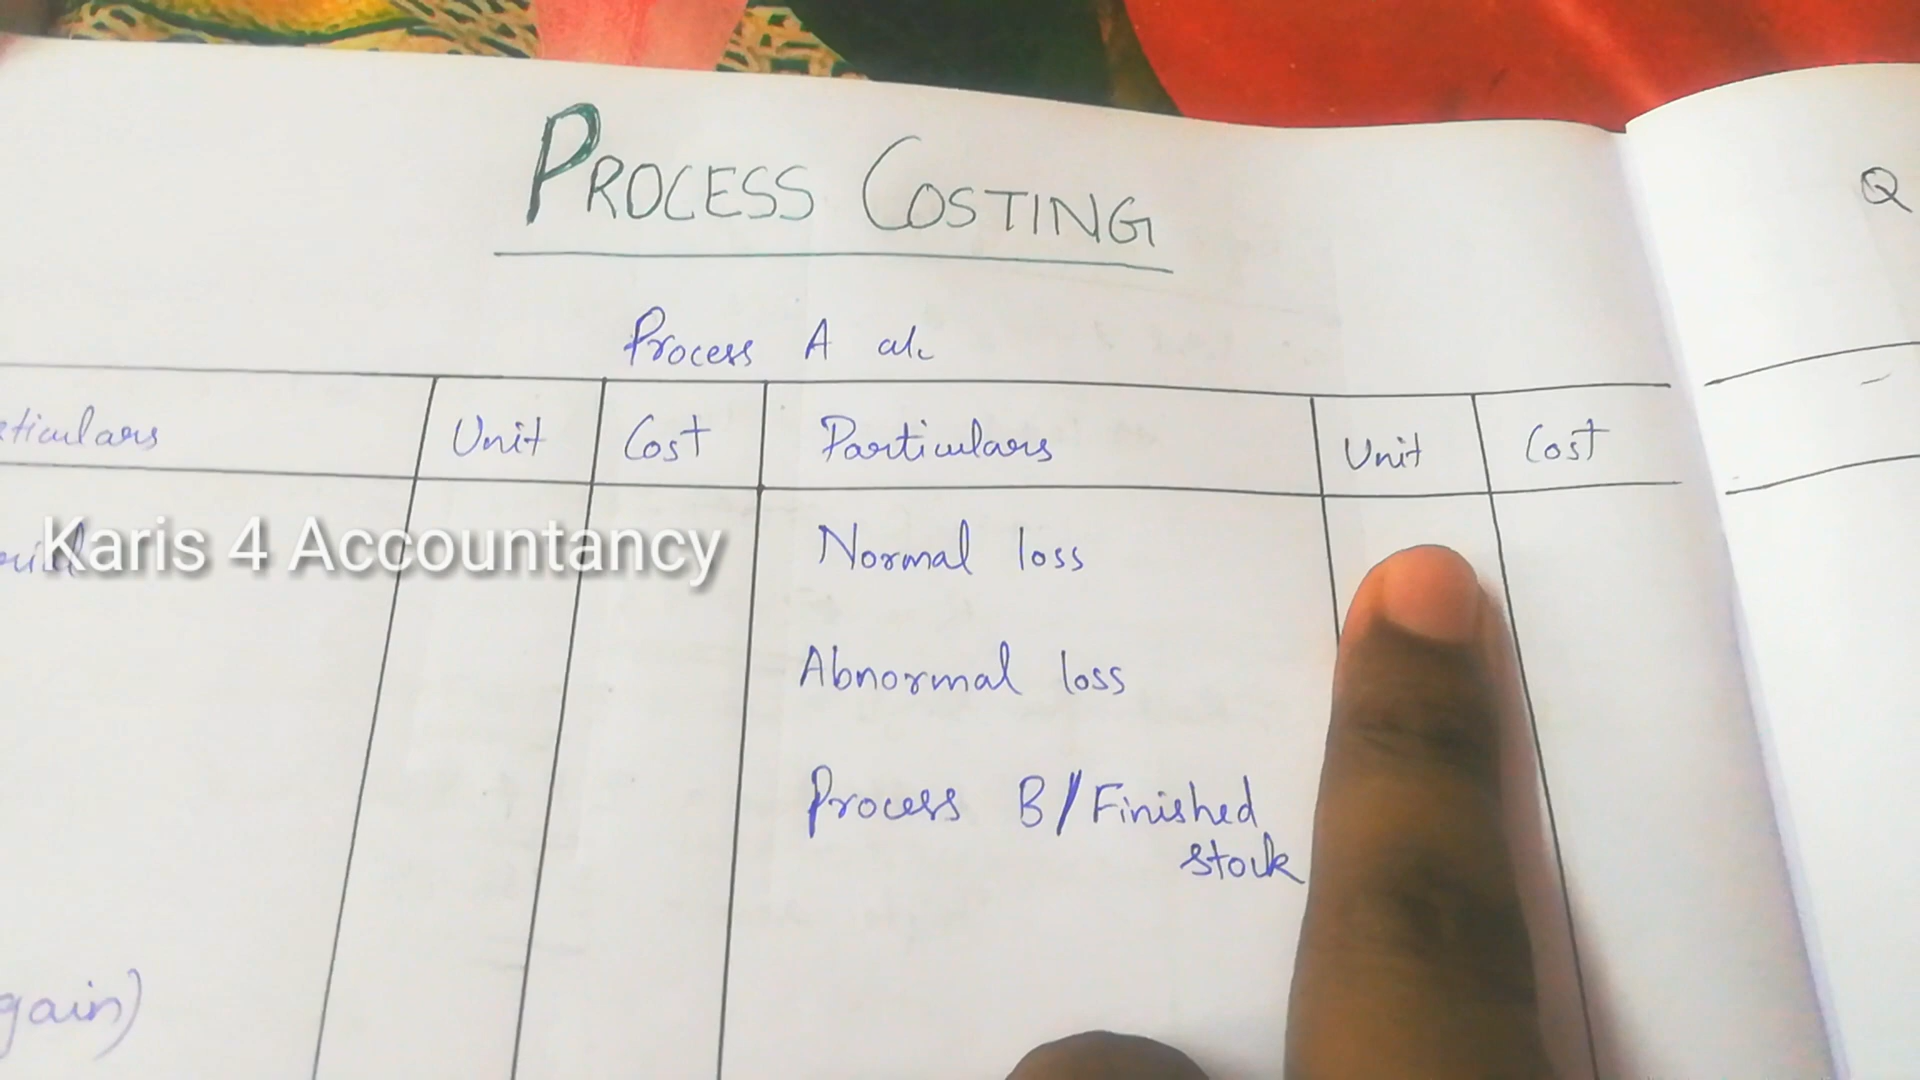 PROCESS COSTING
Q
Process A a/c
Unit Cost Particulars Unit Cost
Karis 4 Accountancy
Normal loss
Abnormal loss
Process B/Finished
stock
gain)